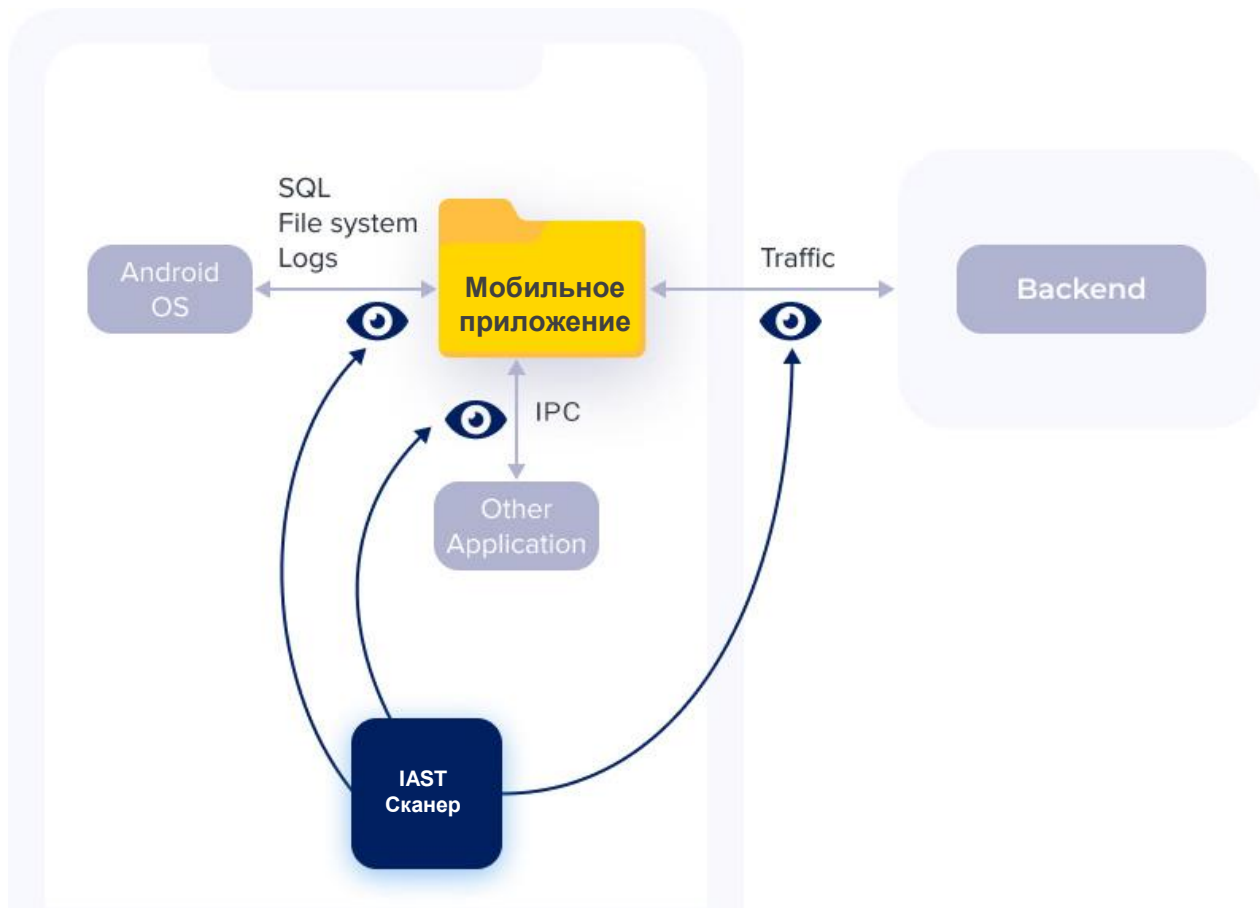 SQL
File system
Logs
Android
OS
Мобильное
приложение
Traffic
Backend
IPC
Other
Application
IAST
Сканер